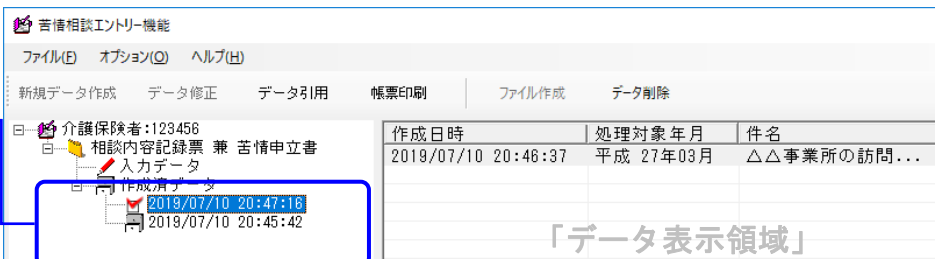 苦情相談エントリー機能
ファイル(F) オプション(O) ヘルプ(H)
新規データ作成 データ修正 データ引用 帳票印刷 ファイル作成 データ削除
介護保険者:123456
相談内容記録票 兼 苦情申立書
入力データ
作成済データ
2019/07/10 20:47:16
2019/07/10 20:45:42
作成日時 処理対象年月 件名
2019/07/10 20:46:37 平成 27年03月 △△事業所の訪問...
「データ表示領域」